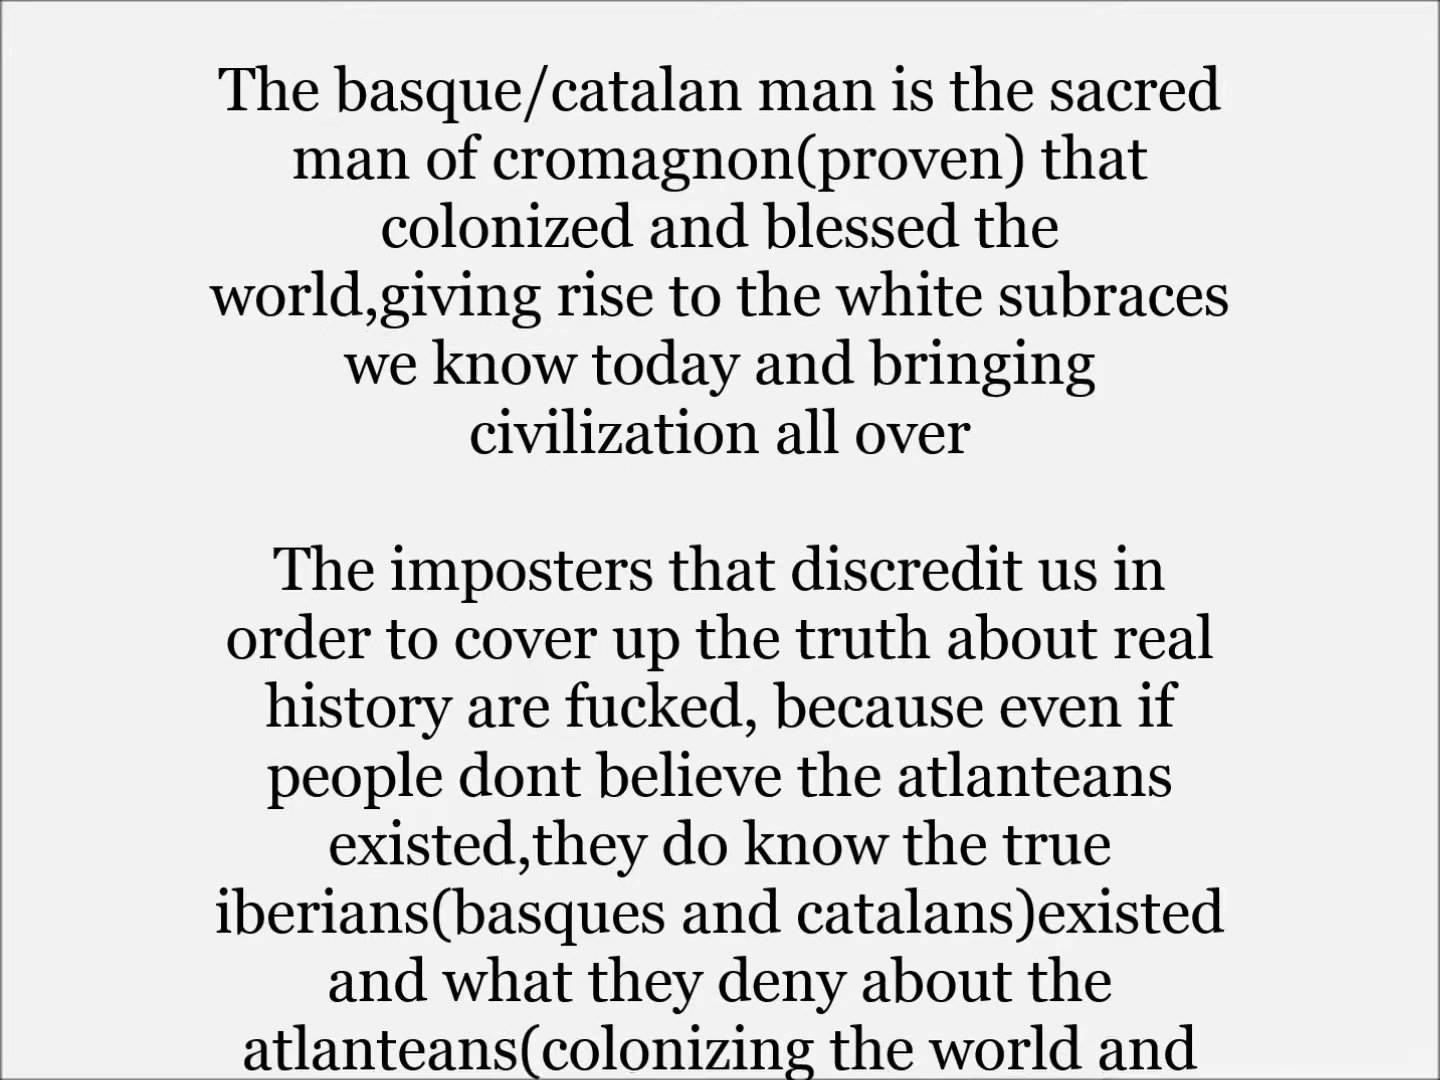 The basque/catalan man is the sacred
man of cromagnon(proven) that
colonized and blessed the
world,giving rise to the white subraces
we know today and bringing
civilization all over
The imposters that discredit us in
order to cover up the truth about real
history are fucked, because even if
people dont believe the atlanteans
existed,they do know the true
iberians(basques and catalans)existed
and what they deny about the
atlanteans(colonizing the world and